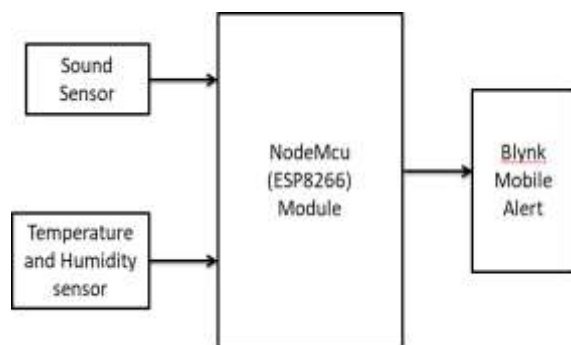 Sound
Sensor
NodeMcu
(ESP8266)
Module
Blynk
Mobile
Alert
Temperature
and Humidity
sensor